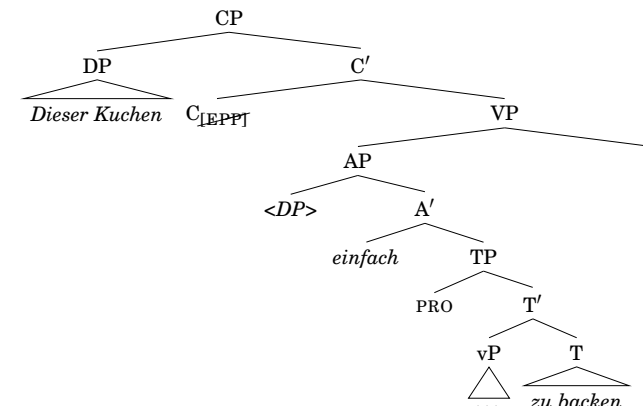 CP
DP C′
Dieser Kuchen C[EPP] VP
AP
<DP> A′
einfach TP
PRO T′
vP T
zu backen